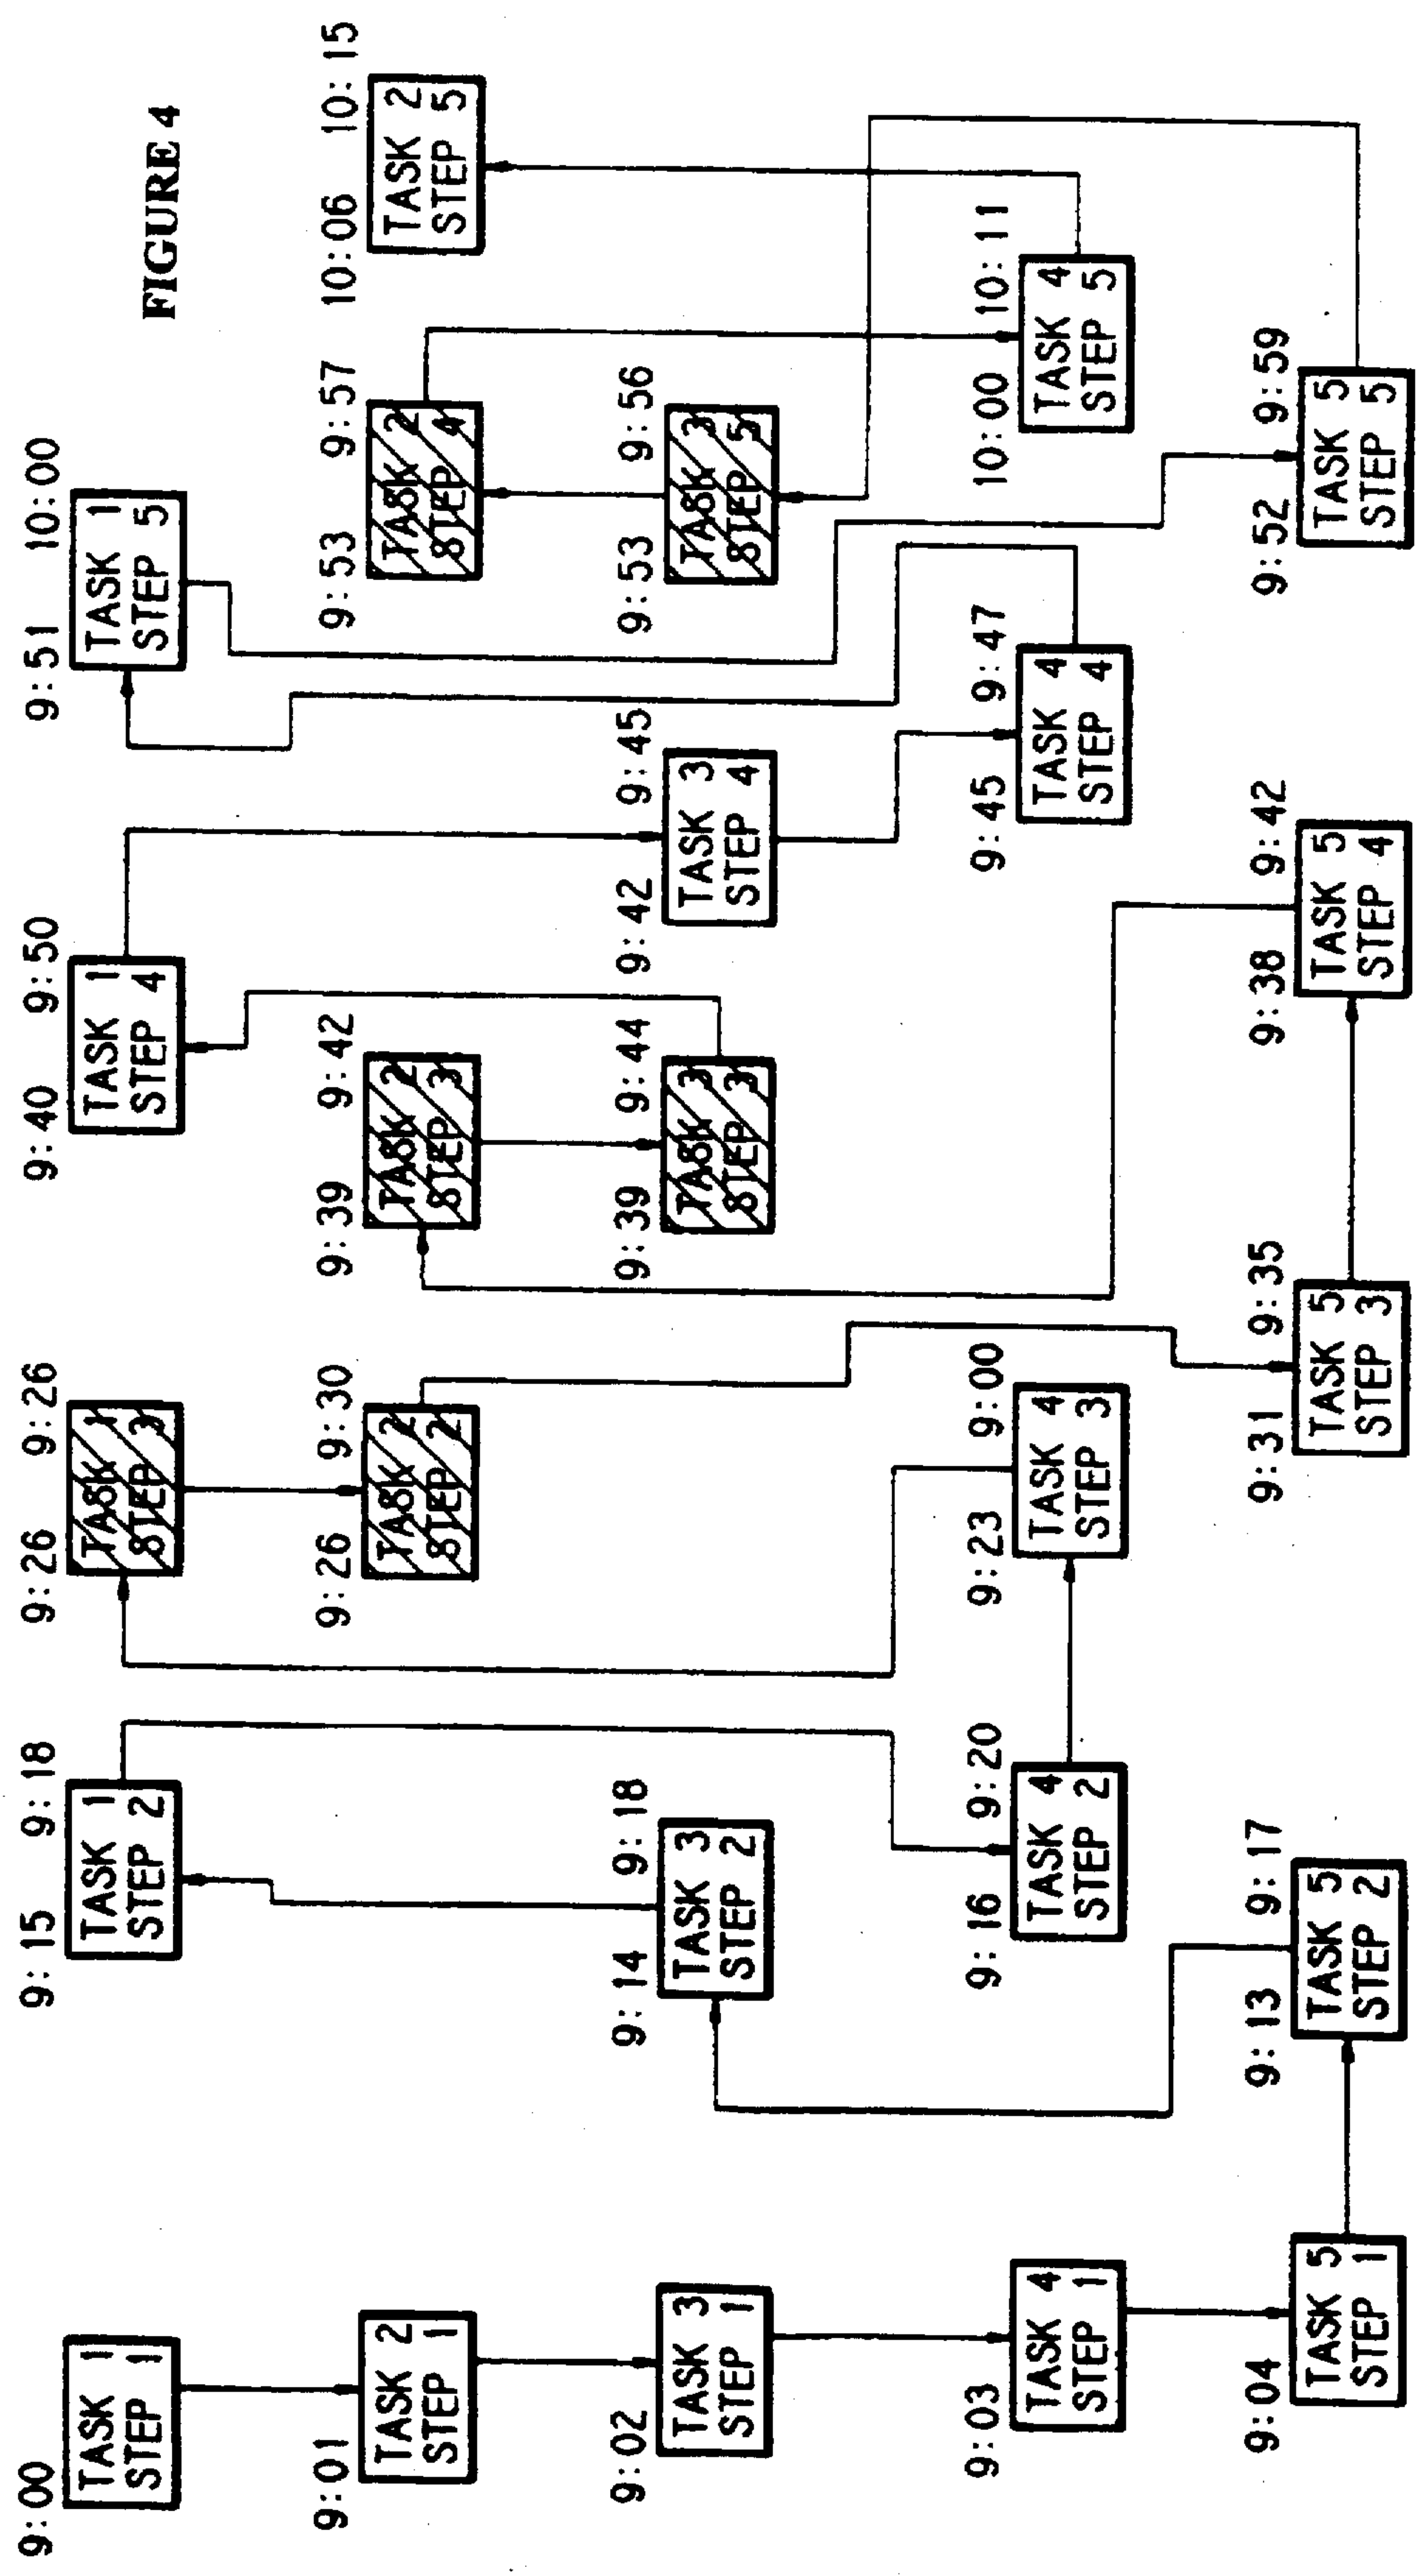 FIGURE 4
9:00
TASK 1
STEP 1
9:15 9:18
TASK 1
STEP 2
9:26 9:26
TASK 1
STEP 3
9:40 9:50
TASK 1
STEP 4
9:51 10:00
TASK 1
STEP 5
9:01
TASK 2
STEP 1
9:26 9:30
TASK 2
STEP 2
9:39 9:42
TASK 2
STEP 3
9:53 9:57
TASK 2
STEP 4
10:06 10:15
TASK 2
STEP 5
9:02
TASK 3
STEP 1
9:14 9:18
TASK 3
STEP 2
9:39 9:44
TASK 3
STEP 3
9:42 9:45
TASK 3
STEP 4
9:53 9:56
TASK 3
STEP 5
9:03
TASK 4
STEP 1
9:16 9:20
TASK 4
STEP 2
9:23 9:00
TASK 4
STEP 3
9:45 9:47
TASK 4
STEP 4
10:00 10:11
TASK 4
STEP 5
9:04
TASK 5
STEP 1
9:13 9:17
TASK 5
STEP 2
9:31 9:35
TASK 5
STEP 3
9:38 9:42
TASK 5
STEP 4
9:52 9:59
TASK 5
STEP 5